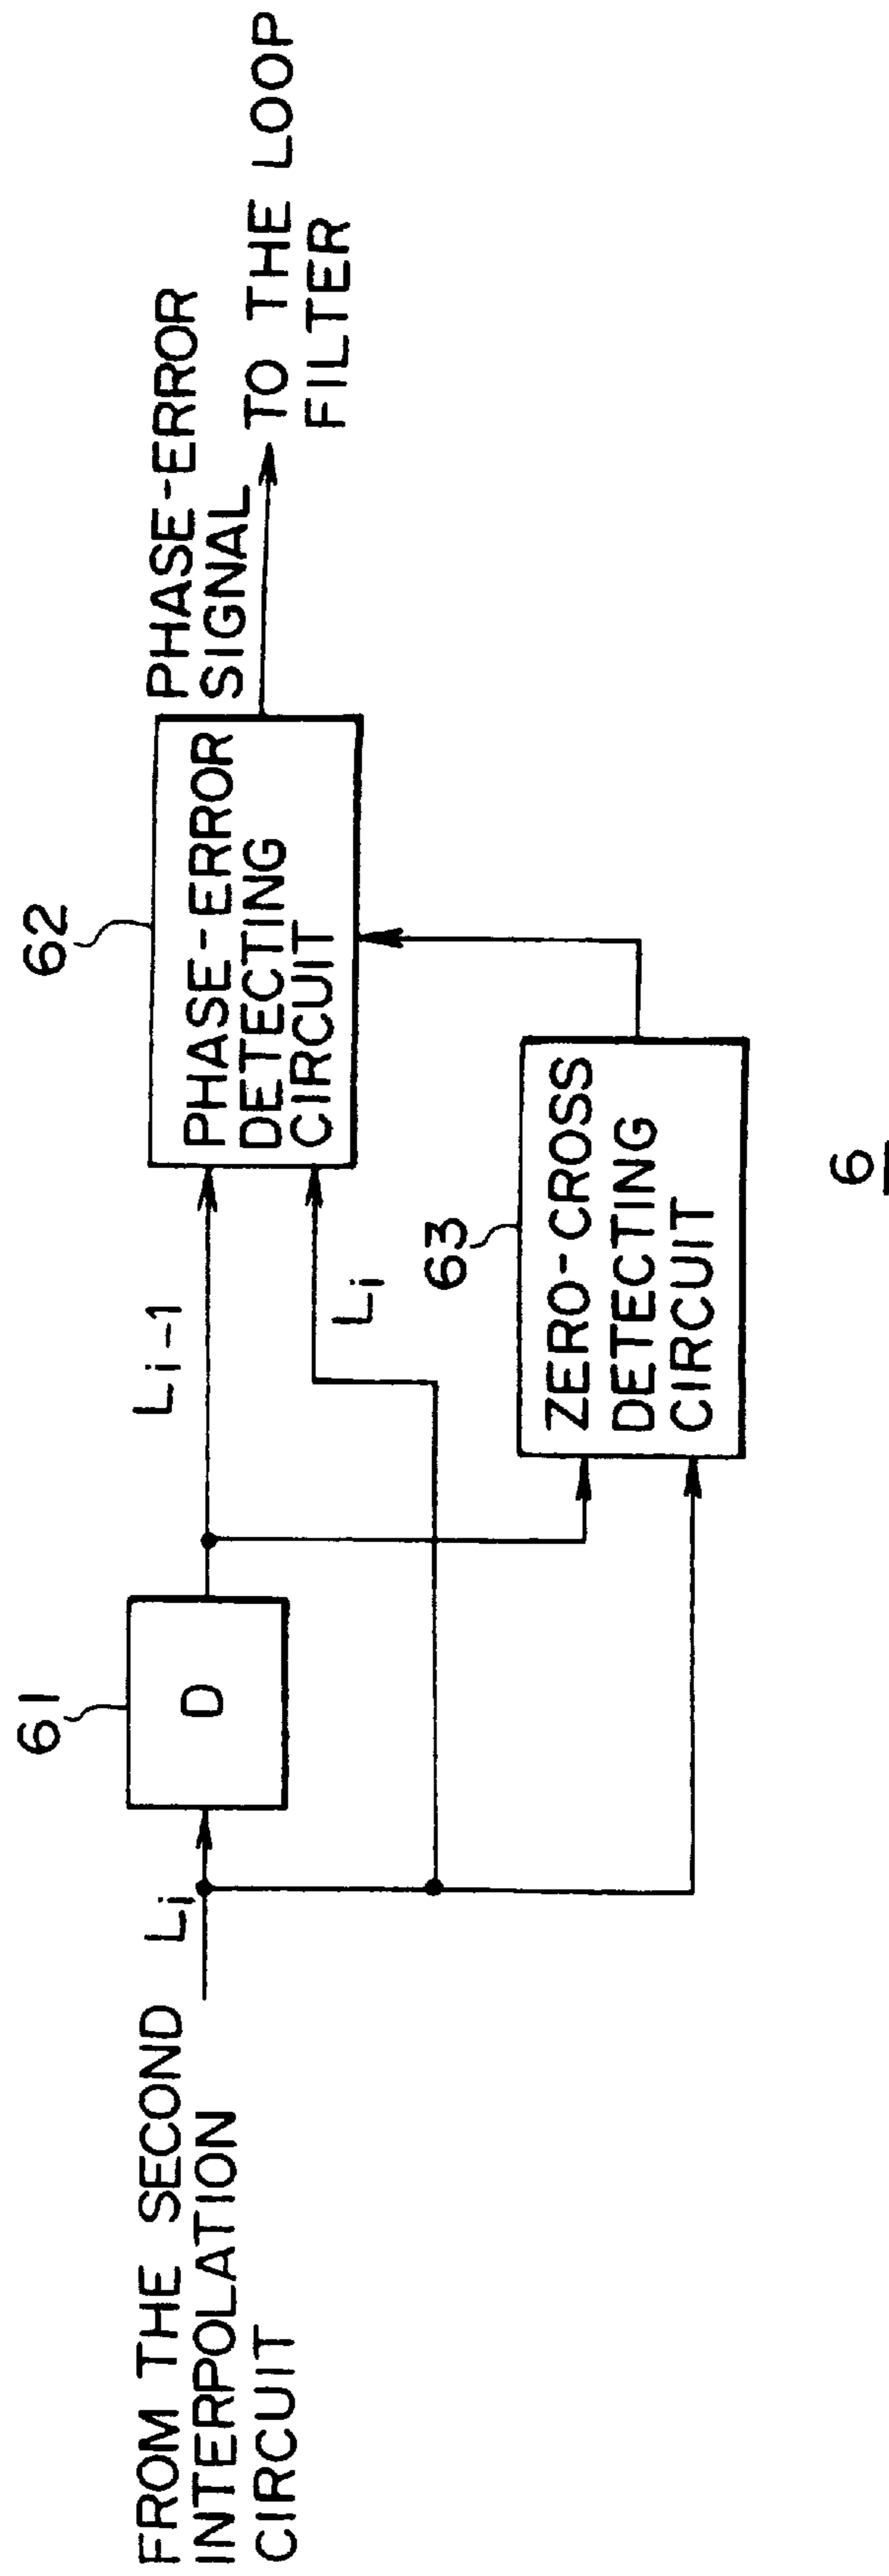 FROM THE SECOND
INTERPOLATION
CIRCUIT
Li
61
D
Li-1
Li
62
PHASE-ERROR
DETECTING
CIRCUIT
63
ZERO-CROSS
DETECTING
CIRCUIT
PHASE-ERROR
SIGNAL
TO THE LOOP
FILTER
6